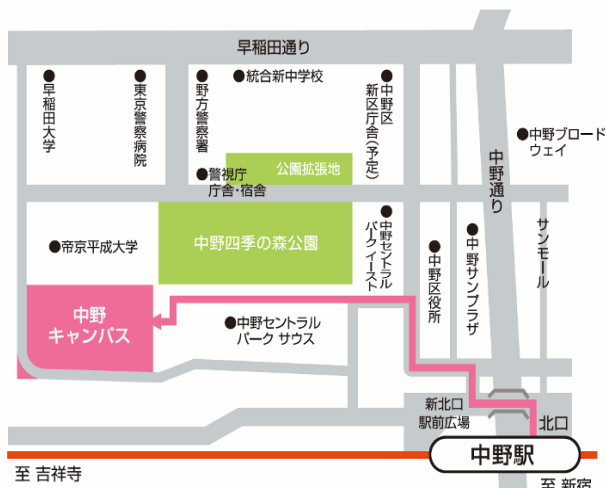 早稲田通り
●早稲田大学
●東京警察病院
●野方警察署
●統合新中学校
●中野区
新区庁舎(予定)
●中野ブロード
ウェイ
●警視庁
庁舎・宿舎
公園拡張地
中野通り
●帝京平成大学
中野四季の森公園
●中野セントラル
パーク イースト
●中野区役所
●中野サンプラザ
サンモール
中野
キャンパス
●中野セントラル
パーク サウス
新北口
駅前広場
北口
中野駅
至 吉祥寺
至 新宿